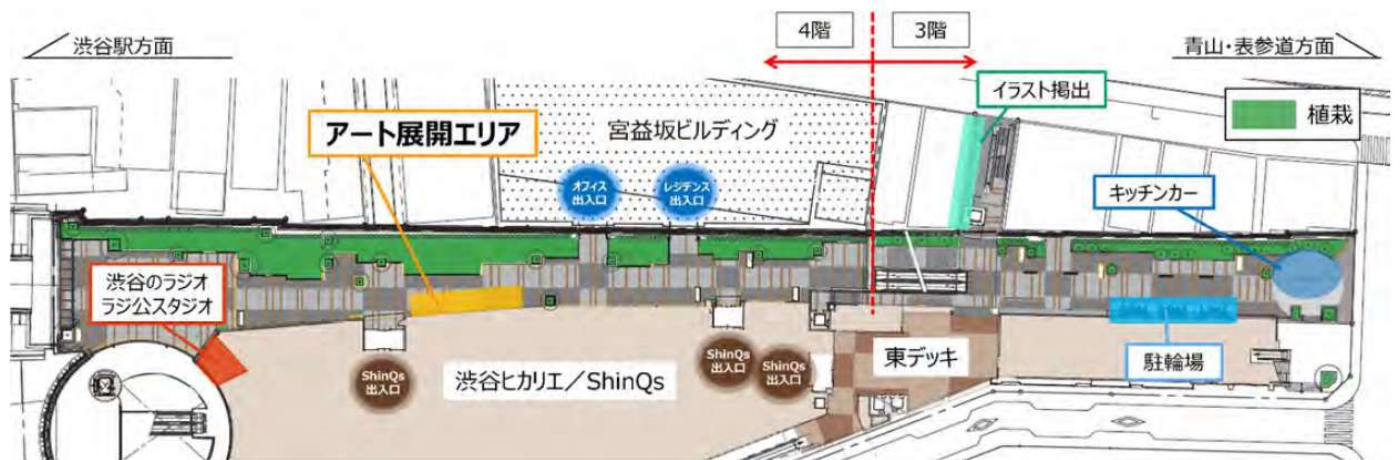 渋谷駅方面
4階
3階
青山・表参道方面
イラスト掲出
植栽
アート展開エリア
宮益坂ビルディング
オフィス
出入口
レジデンス
出入口
キッチンカー
渋谷のラジオ
ラジ公スタジオ
ShinQs
出入口
渋谷ヒカリエ/ShinQs
ShinQs
出入口
ShinQs
出入口
東デッキ
駐輪場